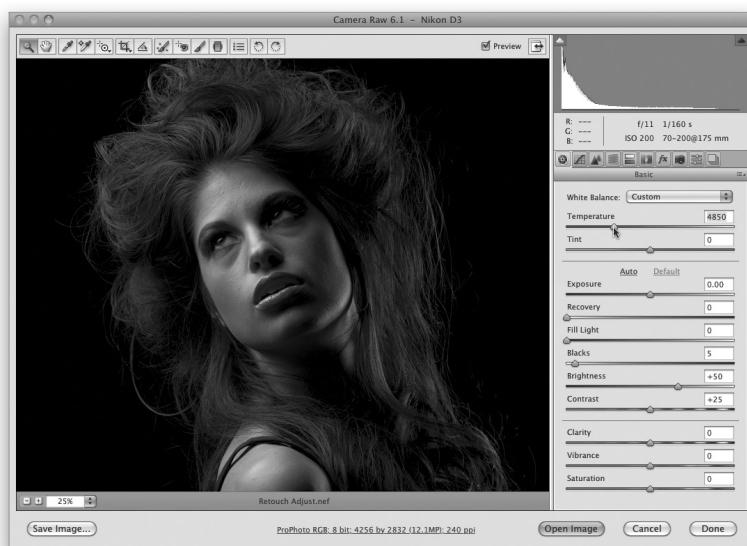 Camera Raw 6.1 – Nikon D3
Preview
R: ---
G: ---
B: ---
f/11 1/160 s
ISO 200 70-200@175 mm
fx
Basic
White Balance: Custom
Temperature 4850
Tint 0
Auto Default
Exposure 0.00
Recovery 0
Fill Light 0
Blacks 5
Brightness +50
Contrast +25
Clarity 0
Vibrance 0
Saturation 0
25%
Retouch Adjust.nef
Save Image...
ProPhoto RGB; 8 bit; 4256 by 2832 (12.1MP); 240 ppi
Open Image
Cancel
Done